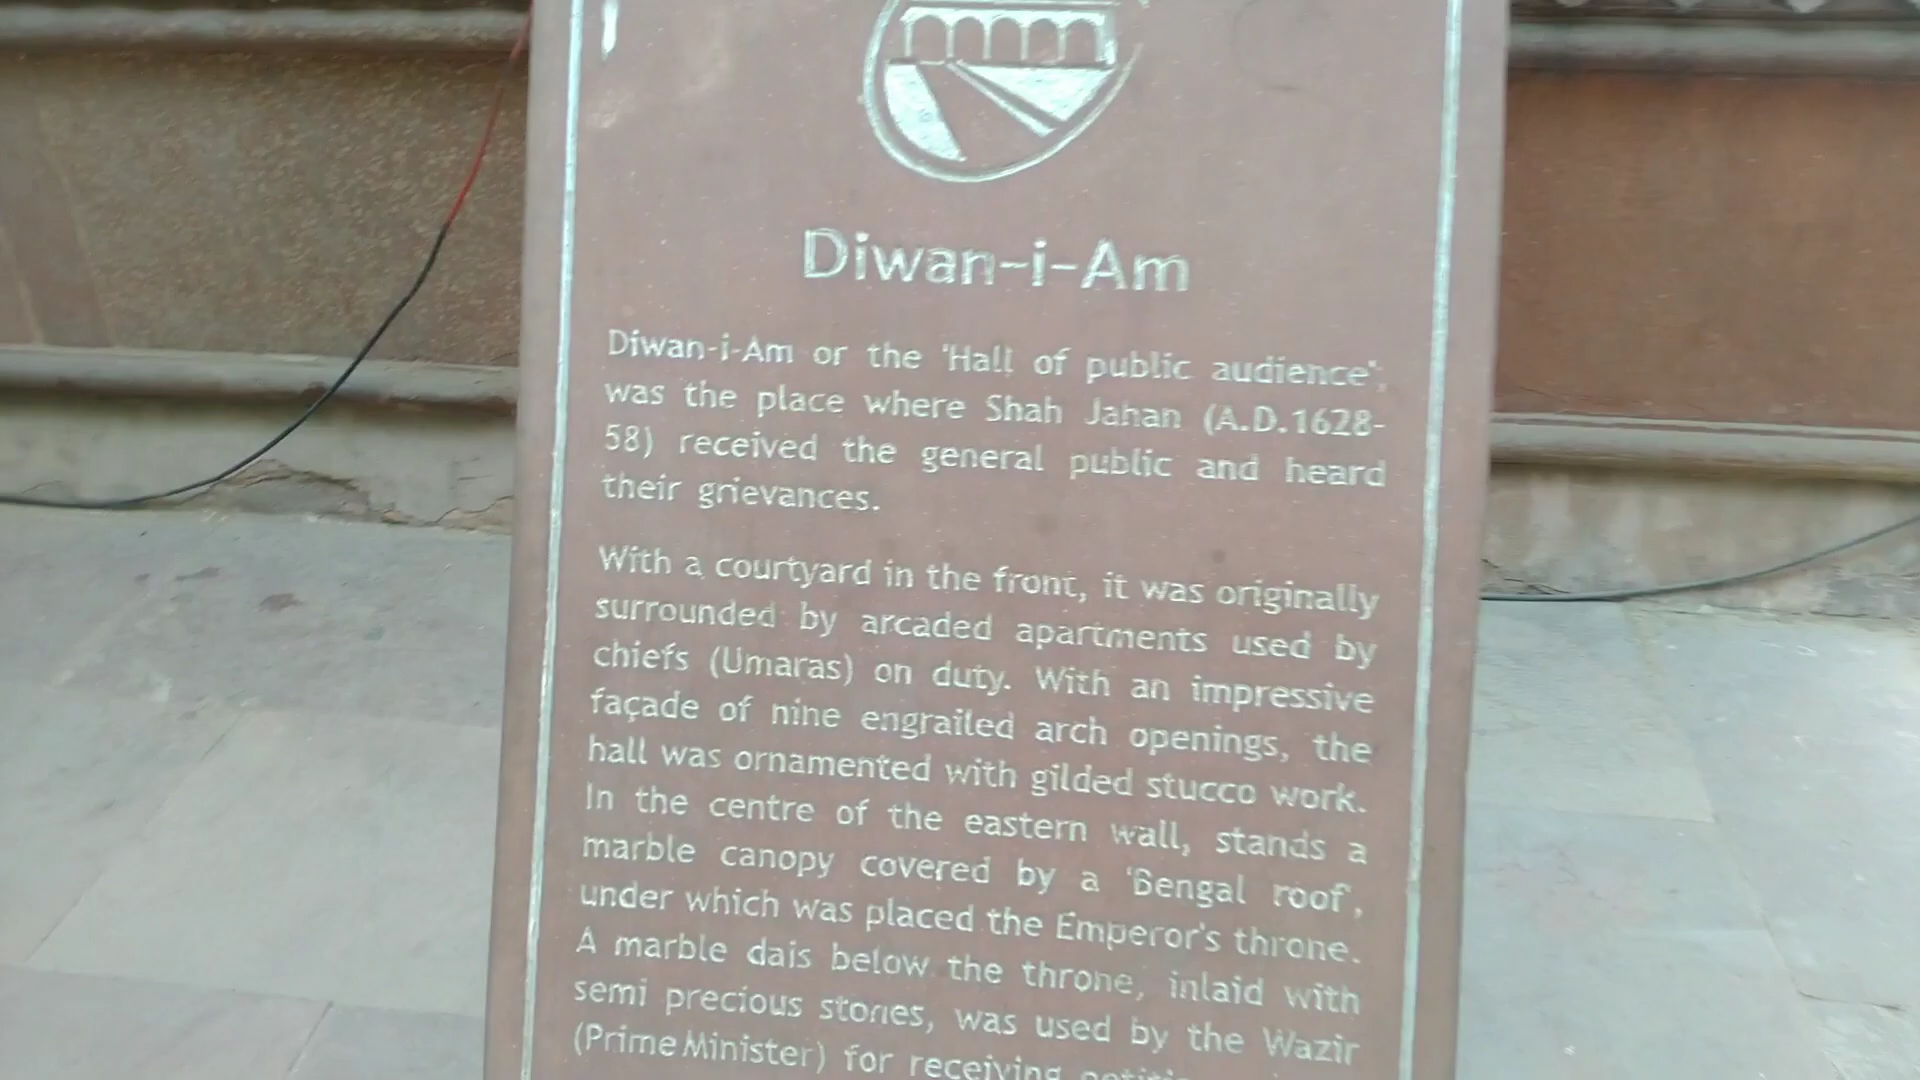 Diwan-i-Am
Diwan-i-Am or the 'Hall of public audience';
was the place where Shah Jahan (A.D.1628-
58) received the general public and heard
their grievances.
With a courtyard in the front, it was originally
surrounded by arcaded apartments used by
chiefs (Umaras) on duty. With an impressive
façade of nine engrailed arch openings, the
hall was ornamented with gilded stucco work.
In the centre of the eastern wall, stands a
marble canopy covered by a 'Bengal roof',
under which was placed the Emperor's throne.
A marble dais below the throne, inlaid with
semi precious stones, was used by the Wazir
(Prime Minister) for receiving